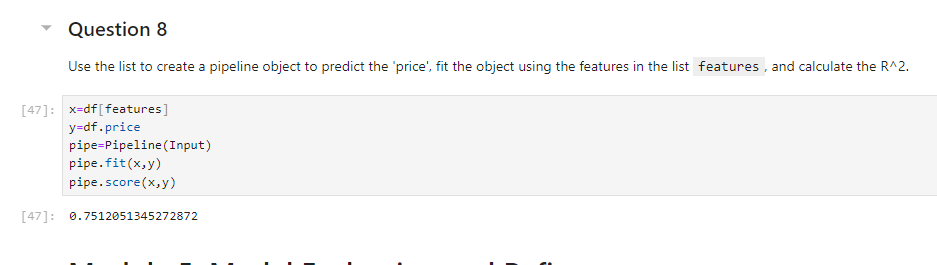 Question 8
Use the list to create a pipeline object to predict the 'price', fit the object using the features in the list features , and calculate the R^2.
[47]: x=df[features]
y=df.price
pipe=Pipeline(Input)
pipe.fit(x,y)
pipe.score(x,y)
[47]: 0.7512051345272872